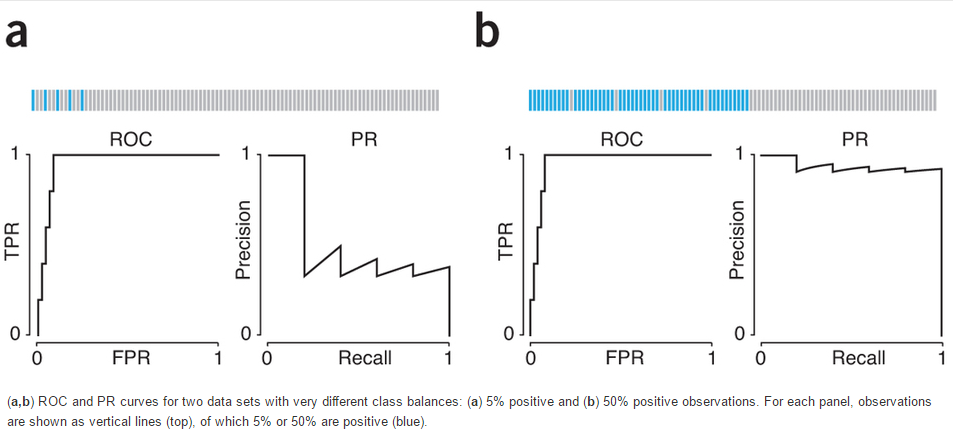 a
b
ROC
PR
ROC
PR
1
1
1
1
TPR
Precision
TPR
Precision
0
0
0
0
0 FPR 1
0 Recall 1
0 FPR 1
0 Recall 1
(a,b) ROC and PR curves for two data sets with very different class balances: (a) 5% positive and (b) 50% positive observations. For each panel, observations
are shown as vertical lines (top), of which 5% or 50% are positive (blue).